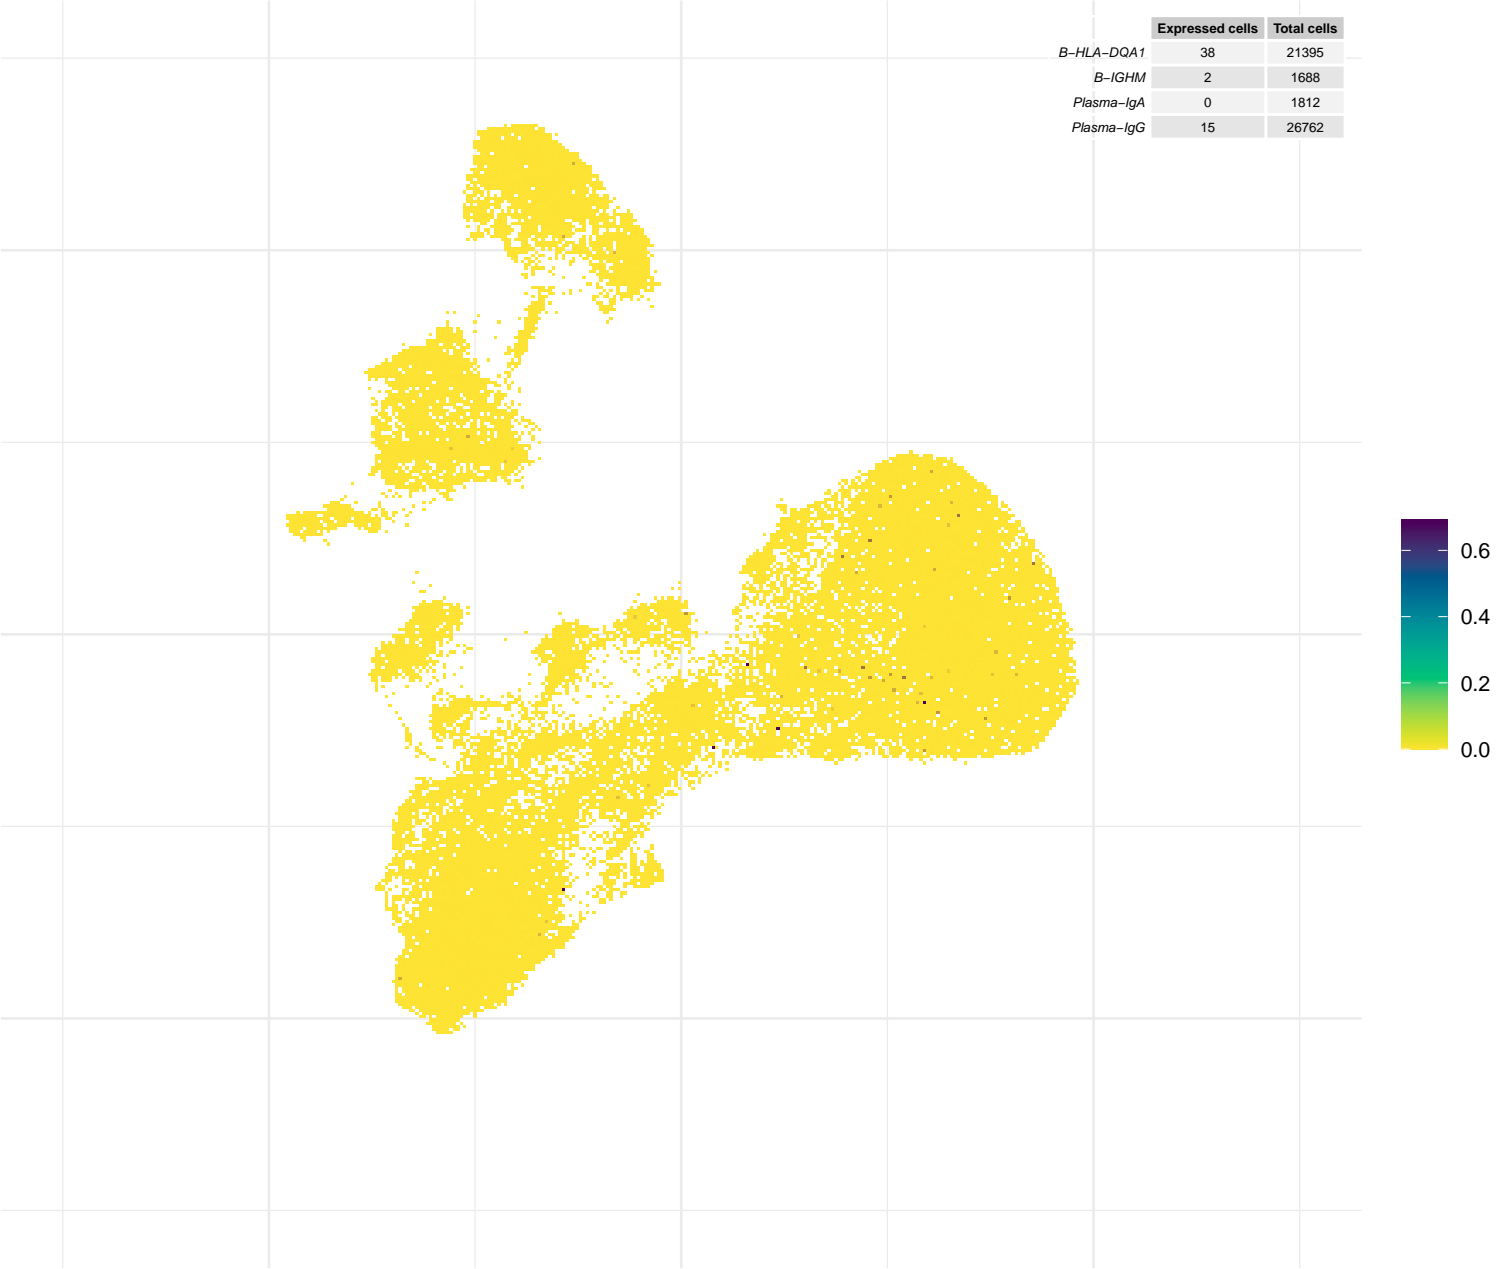 Expressed cells Total cells
B−HLA−DQA1 38 21395
B−IGHM 2 1688
Plasma−IgA 0 1812
Plasma−IgG 15 26762
0.6
0.4
0.2
0.0